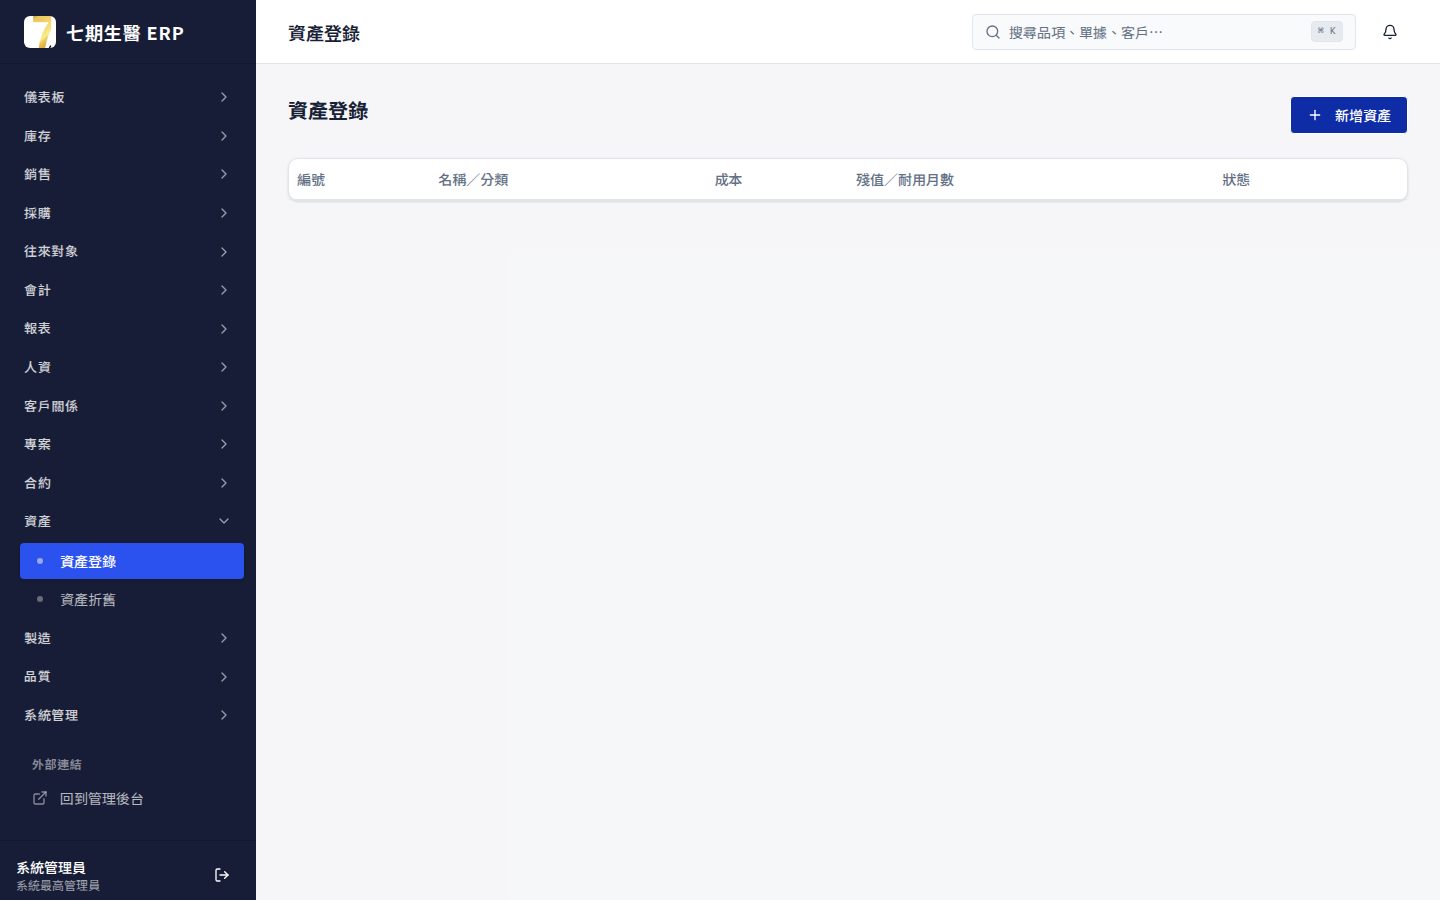 七期生醫 ERP
資產登錄
搜尋品項、單據、客戶…
⌘ K
儀表板
庫存
銷售
採購
往來對象
會計
報表
人資
客戶關係
專案
合約
資產
資產登錄
資產折舊
製造
品質
系統管理
外部連結
回到管理後台
系統管理員
系統最高管理員
資產登錄
新增資產
編號 名稱／分類 成本 殘值／耐用月數 狀態